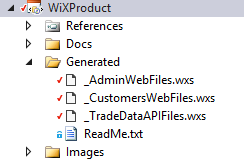 WiXProduct
References
Docs
Generated
_AdminWebFiles.wxs
_CustomersWebFiles.wxs
_TradeDataAPIFiles.wxs
ReadMe.txt
Images